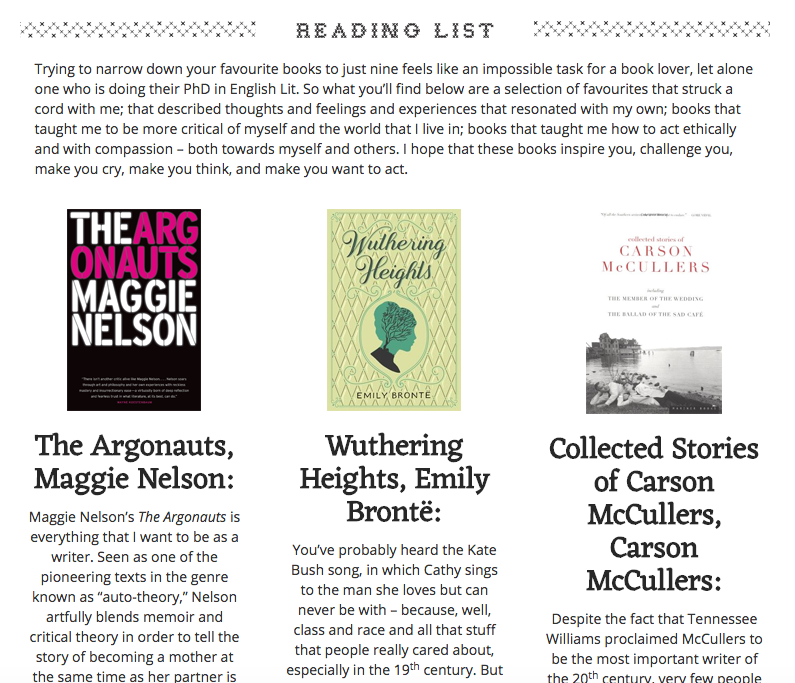 READING LIST
Trying to narrow down your favourite books to just nine feels like an impossible task for a book lover, let alone
one who is doing their PhD in English Lit. So what you'll find below are a selection of favourites that struck a
cord with me; that described thoughts and feelings and experiences that resonated with my own; books that
taught me to be more critical of myself and the world that I live in; books that taught me how to act ethically
and with compassion – both towards myself and others. I hope that these books inspire you, challenge you,
make you cry, make you think, and make you want to act.
THE ARG
ONAUTS
MAGGIE
NELSON
Wuthering
Heights
EMILY BRONTE
collected stories of
CARSON
McCULLERS
including
THE MEMBER OF THE WEDDING
and
THE BALLAD OF THE SAD CAFÉ
The Argonauts,
Maggie Nelson:
Maggie Nelson's The Argonauts is
everything that I want to be as a
writer. Seen as one of the
pioneering texts in the genre
known as “auto-theory,” Nelson
artfully blends memoir and
critical theory in order to tell the
story of becoming a mother at
the same time as her partner is
Wuthering
Heights, Emily
Brontë:
You've probably heard the Kate
Bush song, in which Cathy sings
to the man she loves but can
never be with – because, well,
class and race and all that stuff
that people really cared about,
especially in the 19th century. But
Collected Stories
of Carson
McCullers,
Carson
McCullers:
Despite the fact that Tennessee
Williams proclaimed McCullers to
be the most important writer of
the 20th century, very few people